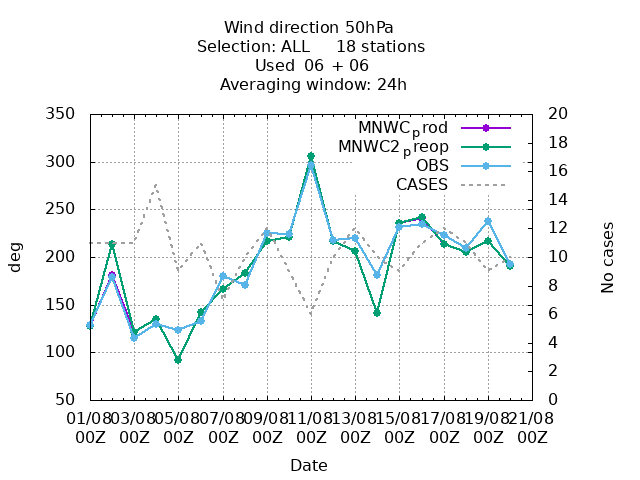 Wind direction 50hPa
Selection: ALL 18 stations
Used 06 + 06
Averaging window: 24h
350 300 250 200 150 100 50
20 18 16 14 12 10 8 6 4 2 0
MNWCprod
MNWC2preop
OBS
CASES
deg
No cases
01/08 03/08 05/08 07/08 09/08 11/08 13/08 15/08 17/08 19/08 21/08
00Z 00Z 00Z 00Z 00Z 00Z 00Z 00Z 00Z 00Z 00Z
Date